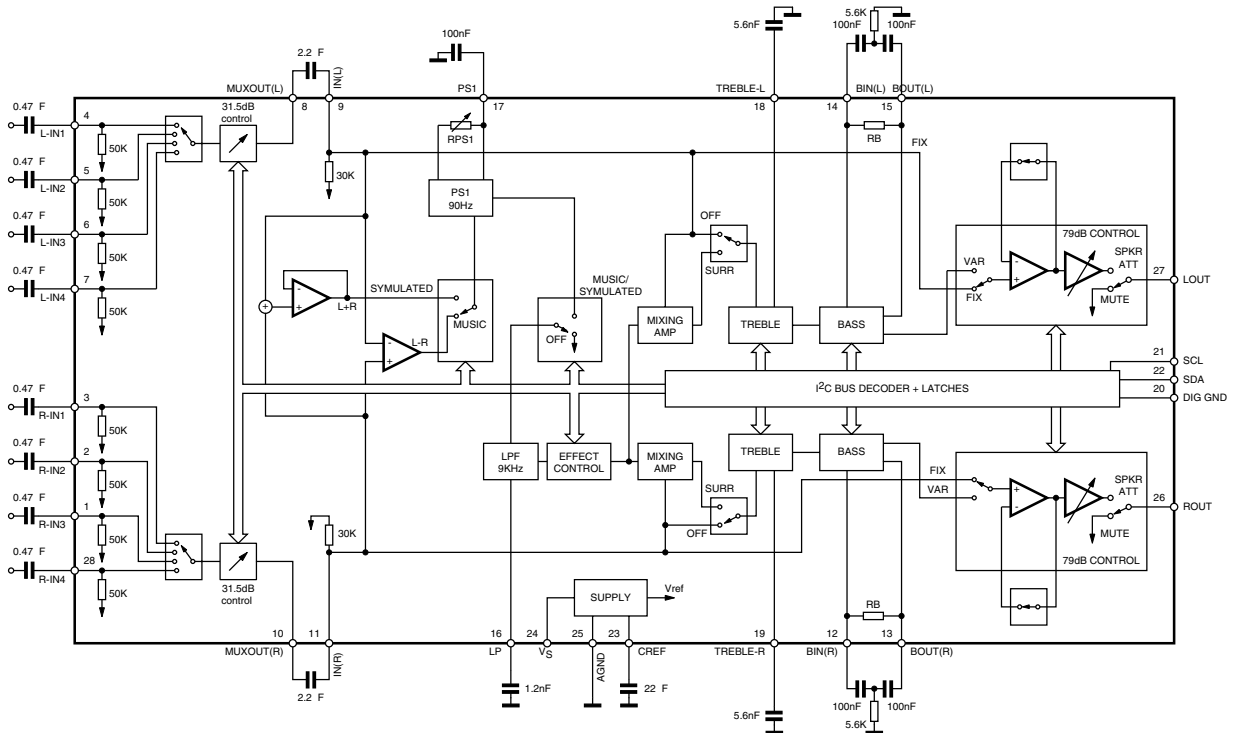 5.6nF
5.6K
100nF
100nF
100nF
2.2 F
IN(L)
MUXOUT(L)
PS1
TREBLE-L
BIN(L)
BOUT(L)
8
9
17
18
14
15
0.47 F
L-IN1
4
50K
31.5dB
control
0.47 F
L-IN2
5
50K
0.47 F
L-IN3
6
50K
0.47 F
L-IN4
7
50K
30K
RPS1
PS1
90Hz
RB
FIX
OFF
SURR
79dB CONTROL
SPKR
ATT
VAR
FIX
MUTE
-
+
27
LOUT
-
+
+
L+R
SYMULATED
MUSIC
MUSIC/
SYMULATED
OFF
MIXING
AMP
TREBLE
BASS
-
+
L-R
I2C BUS DECODER + LATCHES
21
SCL
22
SDA
20
DIG GND
0.47 F
R-IN1
3
50K
0.47 F
R-IN2
2
50K
0.47 F
R-IN3
1
50K
0.47 F
R-IN4
28
50K
31.5dB
control
30K
LPF
9KHz
EFFECT
CONTROL
MIXING
AMP
TREBLE
BASS
SURR
OFF
FIX
VAR
+
-
SPKR
ATT
MUTE
79dB CONTROL
26
ROUT
SUPPLY
Vref
RB
10
11
16
24
25
23
19
12
13
MUXOUT(R)
IN(R)
LP
VS
AGND
CREF
TREBLE-R
BIN(R)
BOUT(R)
2.2 F
1.2nF
22 F
5.6nF
100nF
100nF
5.6K